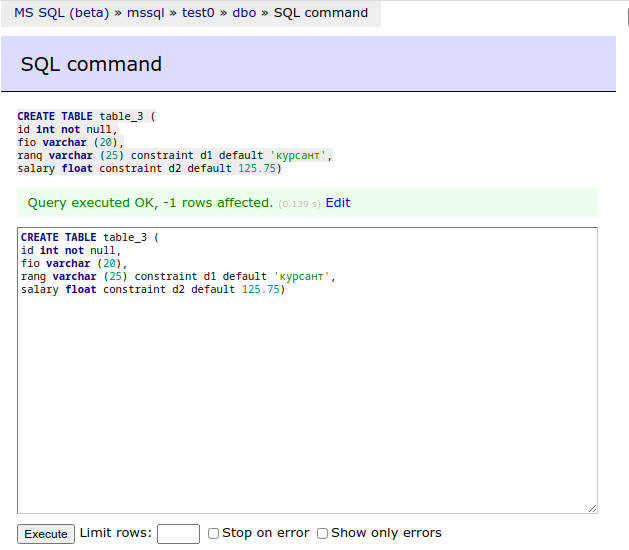 MS SQL (beta) » mssql » test0 » dbo » SQL command
SQL command
CREATE TABLE table_3 (
id int not null,
fio varchar (20),
rang varchar (25) constraint d1 default 'курсант',
salary float constraint d2 default 125.75)
Query executed OK, -1 rows affected. (0.139 s) Edit
CREATE TABLE table_3 (
id int not null,
fio varchar (20),
rang varchar (25) constraint d1 default 'курсант',
salary float constraint d2 default 125.75)
Execute Limit rows: Stop on error Show only errors